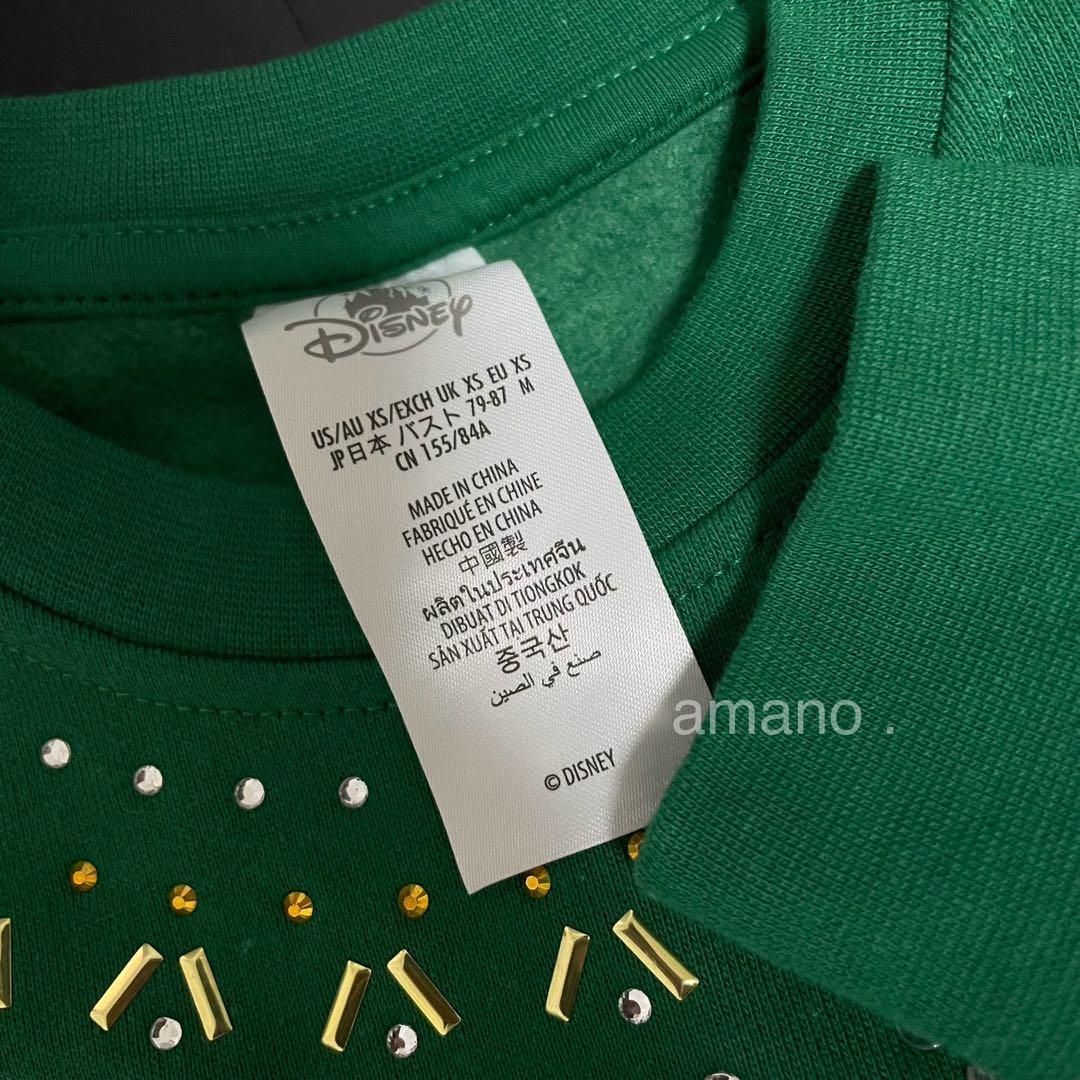 Disney
US/AU XS/EXCH UK XS EU XS
JP日本 バスト 79-87 M
CN 155/84A
MADE IN CHINA
FABRIQUÉ EN CHINE
HECHO EN CHINA
中國製
ผลิตในประเทศจีน
DIBUAT DI TIONGKOK
SẢN XUẤT TẠI TRUNG QUỐC
중국산
صنع في الصين
© DISNEY
amano .